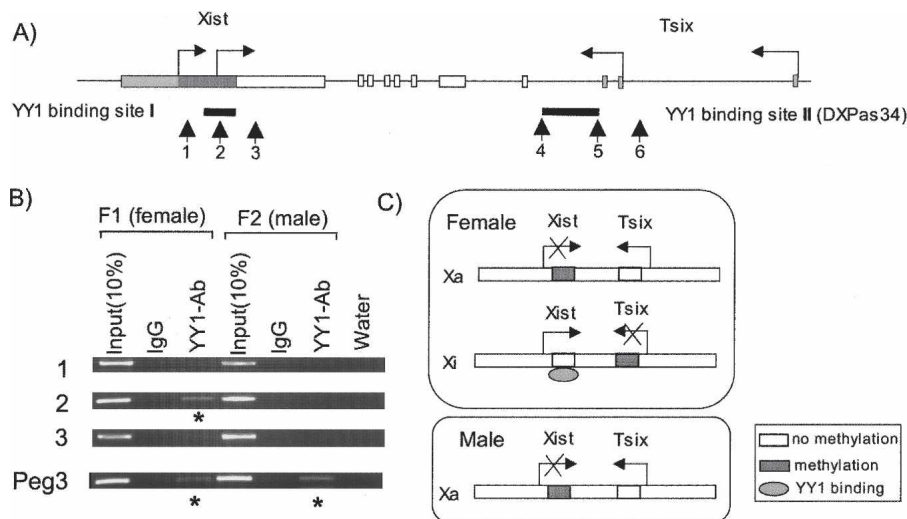 A)
Xist
Tsix
YY1 binding site I
YY1 binding site II (DXPas34)
1 2 3 4 5 6
B)
F1 (female) F2 (male)
Input(10%) IgG YY1-Ab Input(10%) IgG YY1-Ab Water
1
2
*
3
Peg3
* *
C)
Female
Xist Tsix
Xa
Xist Tsix
Xi
Male
Xist Tsix
Xa
no methylation
methylation
YY1 binding